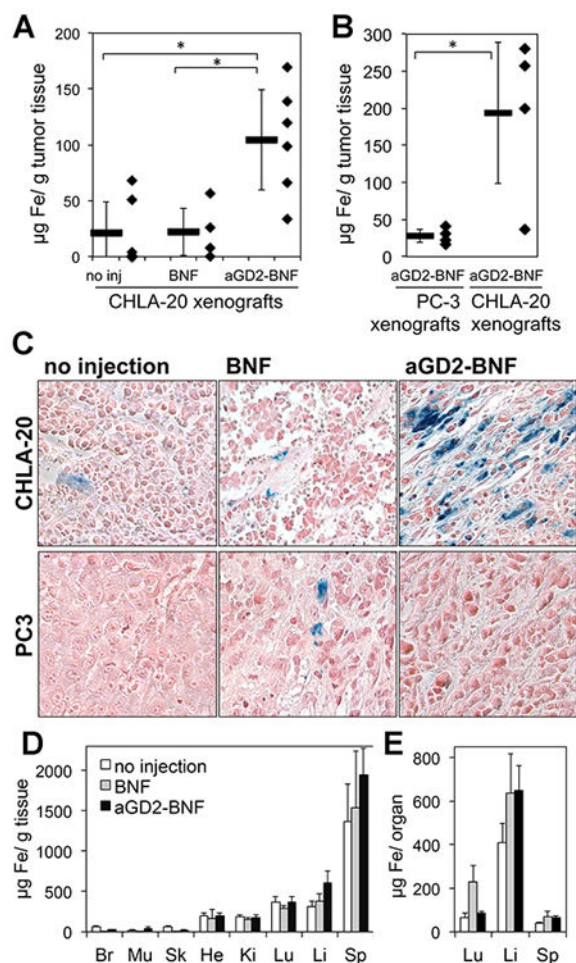 A
B
200
150
100
50
0
µg Fe/ g tumor tissue
*
*
no inj BNF aGD2-BNF
CHLA-20 xenografts
300
250
200
150
100
50
0
µg Fe/ g tumor tissue
*
aGD2-BNF aGD2-BNF
PC-3 CHLA-20
xenografts xenografts
C
no injection BNF aGD2-BNF
CHLA-20
PC3
D
E
2000
1500
1000
500
0
µg Fe/ g tissue
no injection
BNF
aGD2-BNF
Br Mu Sk He Ki Lu Li Sp
800
600
400
200
0
µg Fe/ organ
Lu Li Sp